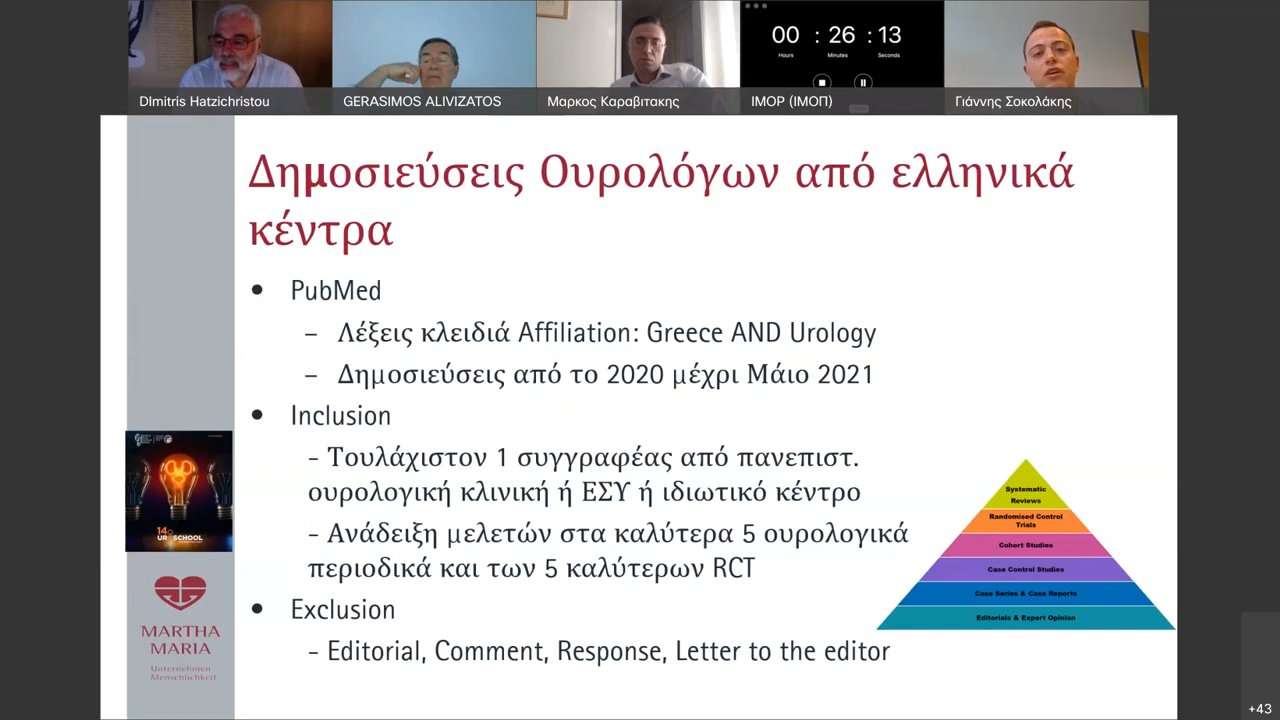 00 : 26 : 13
Hours Minutes Seconds
DImitris Hatzichristou
GERASIMOS ALIVIZATOS
Μαρκος Καραβιτακης
IMOP (ΙΜΟΠ)
Γιάννης Σοκολάκης
Δημοσιεύσεις Ουρολόγων από ελληνικά
κέντρα
• PubMed
– Λέξεις κλειδιά Affiliation: Greece AND Urology
– Δημοσιεύσεις από το 2020 μέχρι Μάιο 2021
• Inclusion
- Τουλάχιστον 1 συγγραφέας από πανεπιστ.
ουρολογική κλινική ή ΕΣΥ ή ιδιωτικό κέντρο
- Ανάδειξη μελετών στα καλύτερα 5 ουρολογικά
περιοδικά και των 5 καλύτερων RCT
• Exclusion
- Editorial, Comment, Response, Letter to the editor
Systematic
Reviews
Randomised Control
Trials
Cohort Studies
Case Control Studies
Case Series & Case Reports
Editorials & Expert Opinion
MARTHA
MARIA
Unternehmen
Menschlichkeit
+43